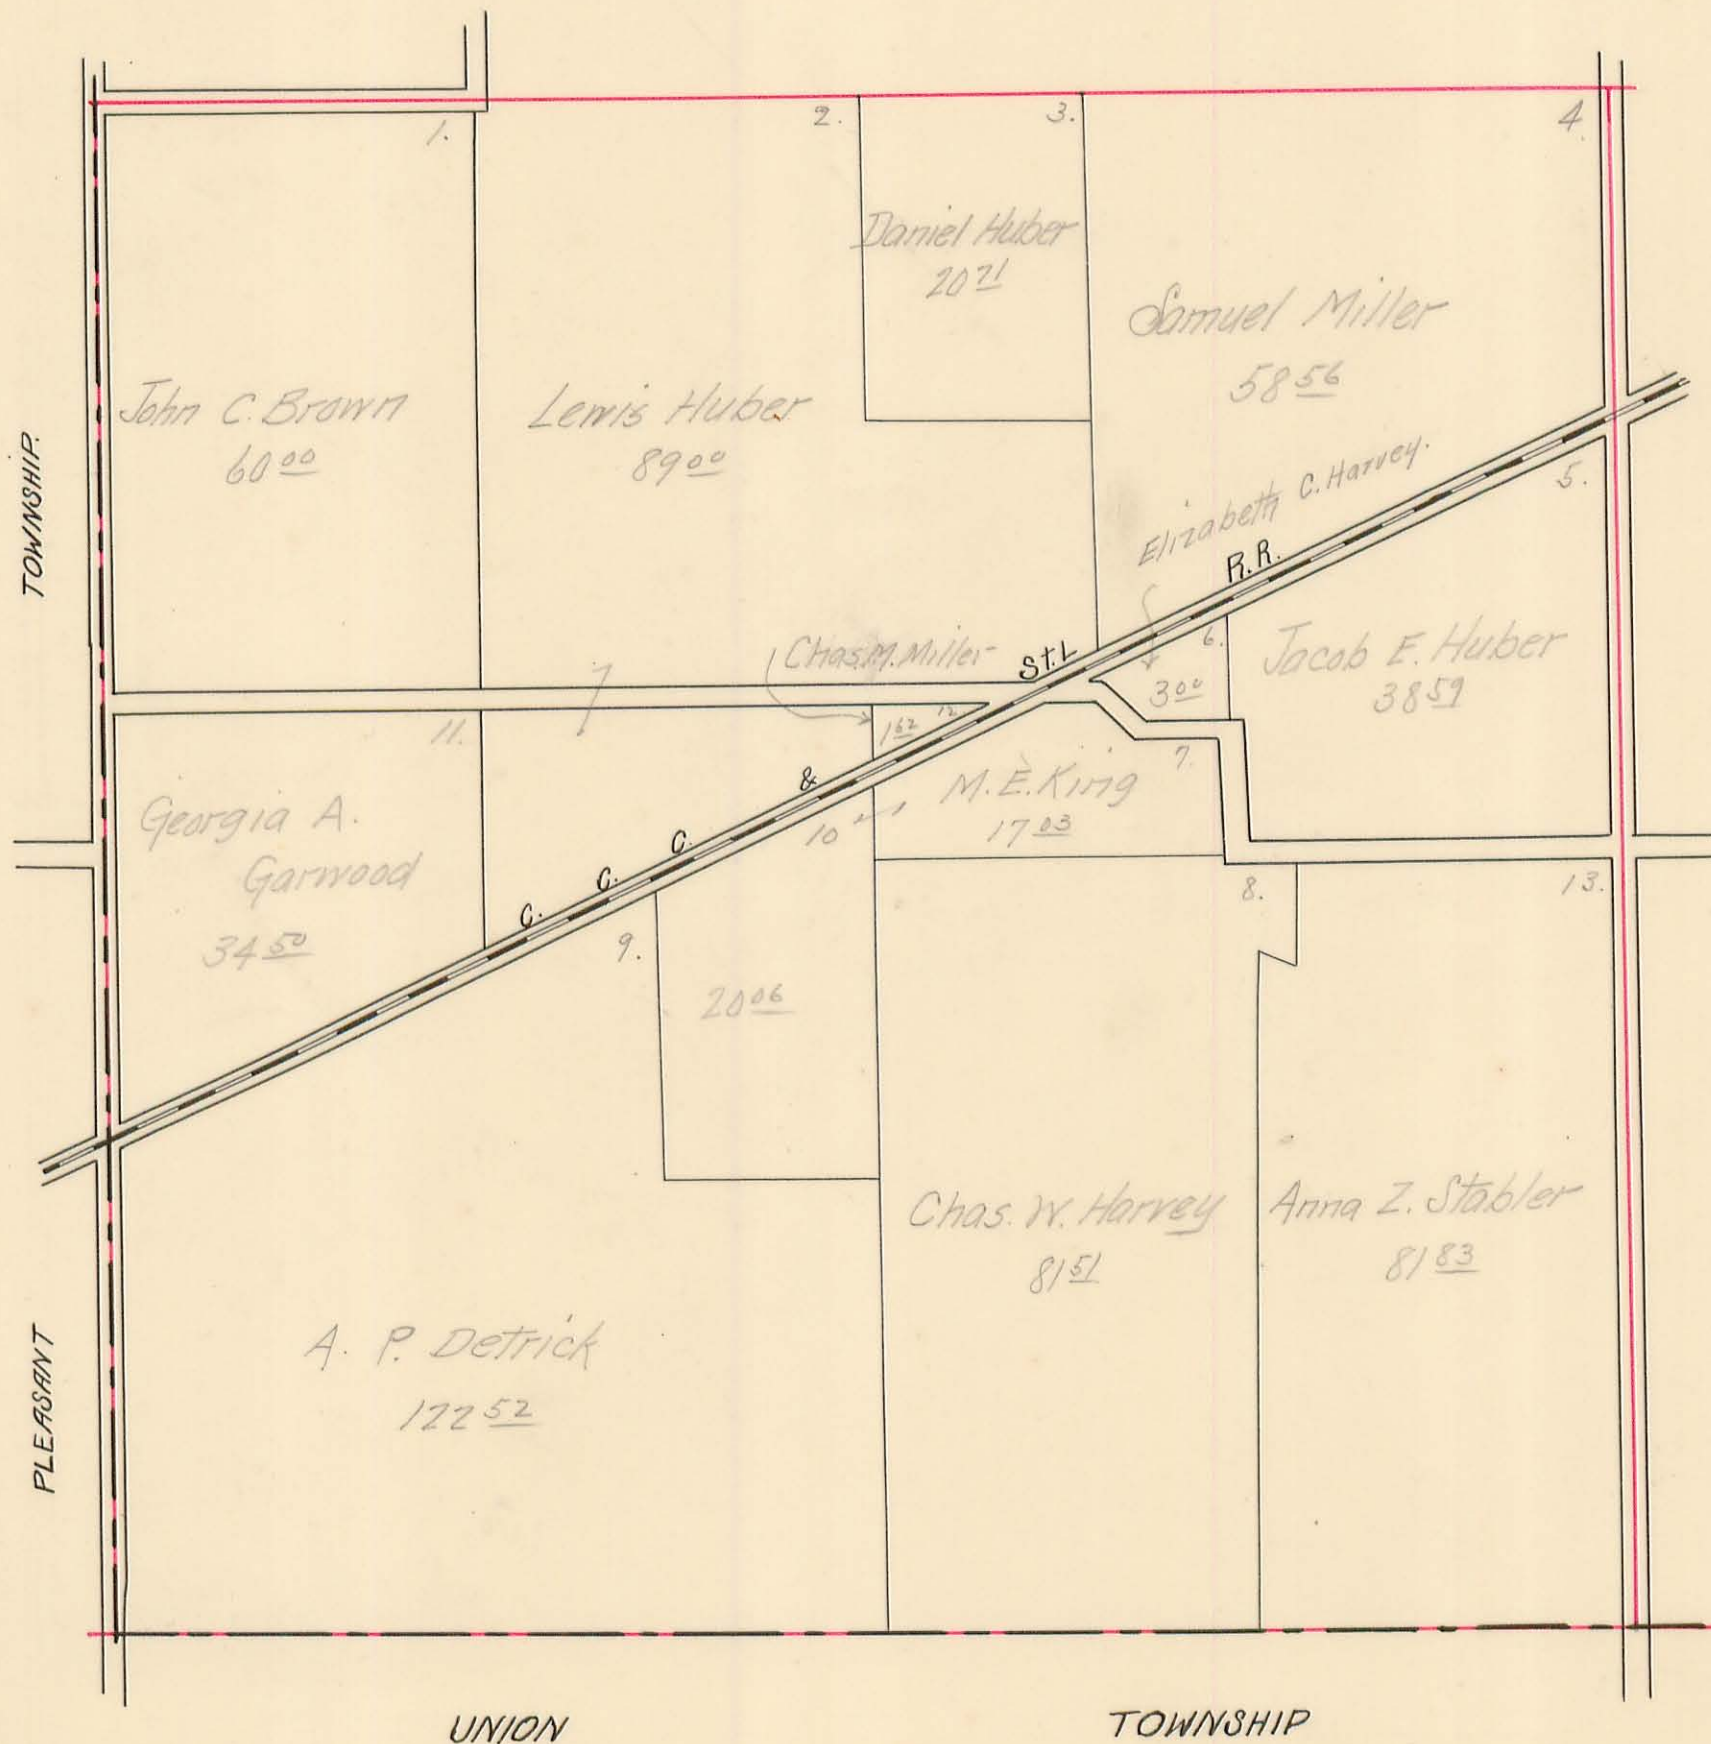 1.
2.
3.
4.
Daniel Huber
20 71
Samuel Miller
58 56
John C. Brown
60 00
Lewis Huber
89 00
TOWNSHIP.
Elizabeth C. Harvey.
5.
R.R.
6.
Jacob E. Huber
38 59
Chas. M. Miller
St. L
3 00
11.
12
1 62
7.
M. E. King
17 03
&
10
Georgia A.
Garwood
34 50
C.
C.
C.
8.
13.
9.
20 06
Chas. W. Harvey
81 51
Anna Z. Stabler
81 83
A. P. Detrick
122 52
PLEASANT
UNION TOWNSHIP